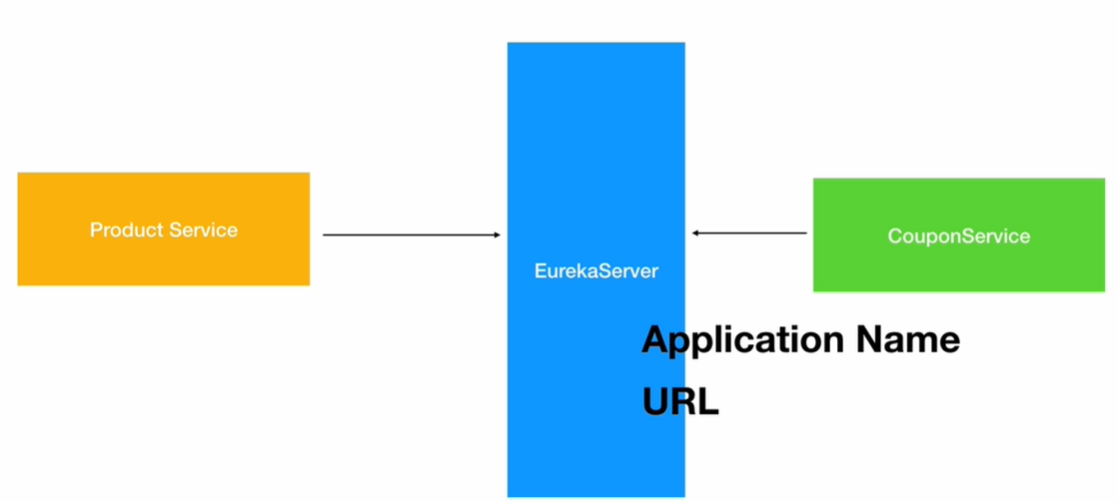 Product Service
EurekaServer
CouponService
Application Name
URL